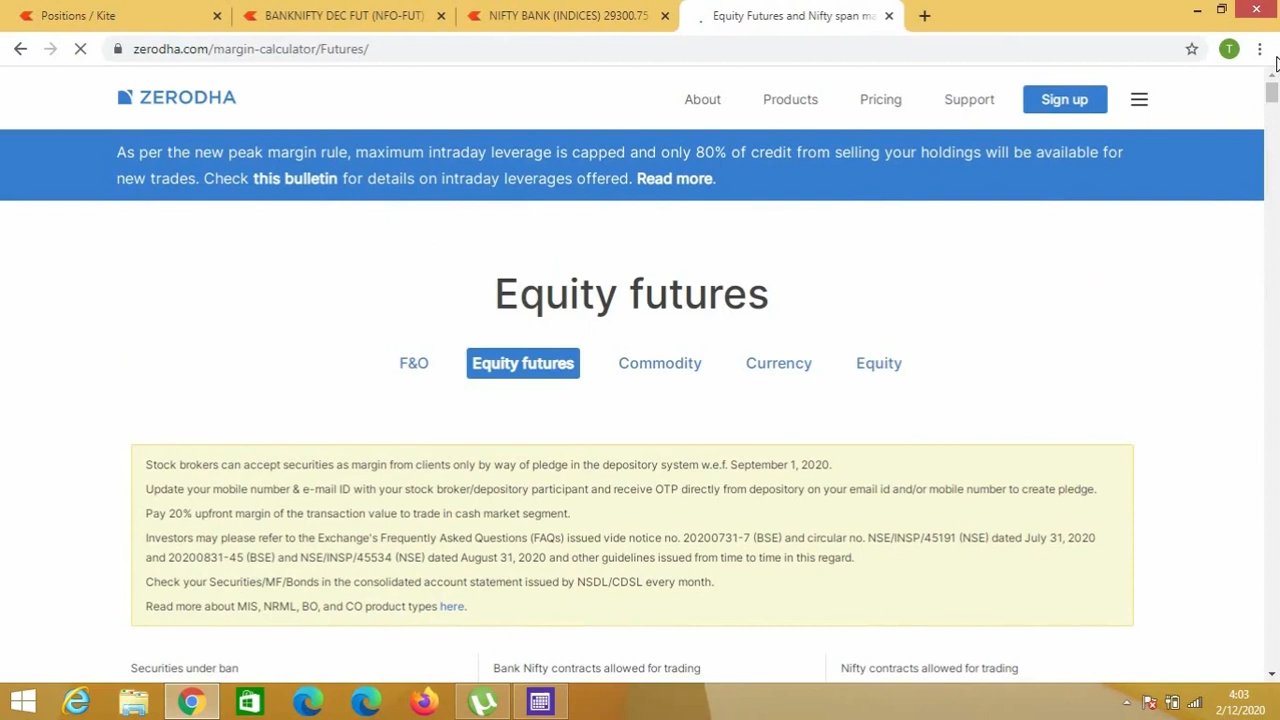 Positions / Kite
BANKNIFTY DEC FUT (NFO-FUT)
NIFTY BANK (INDICES) 29300.75
Equity Futures and Nifty span ma
zerodha.com/margin-calculator/Futures/
T
ZERODHA
About
Products
Pricing
Support
Sign up
As per the new peak margin rule, maximum intraday leverage is capped and only 80% of credit from selling your holdings will be available for
new trades. Check this bulletin for details on intraday leverages offered. Read more.
Equity futures
F&O
Equity futures
Commodity
Currency
Equity
Stock brokers can accept securities as margin from clients only by way of pledge in the depository system w.e.f. September 1, 2020.
Update your mobile number & e-mail ID with your stock broker/depository participant and receive OTP directly from depository on your email id and/or mobile number to create pledge.
Pay 20% upfront margin of the transaction value to trade in cash market segment.
Investors may please refer to the Exchange's Frequently Asked Questions (FAQs) issued vide notice no. 20200731-7 (BSE) and circular no. NSE/INSP/45191 (NSE) dated July 31, 2020
and 20200831-45 (BSE) and NSE/INSP/45534 (NSE) dated August 31, 2020 and other guidelines issued from time to time in this regard.
Check your Securities/MF/Bonds in the consolidated account statement issued by NSDL/CDSL every month.
Read more about MIS, NRML, BO, and CO product types here.
Securities under ban
Bank Nifty contracts allowed for trading
Nifty contracts allowed for trading
4:03
2/12/2020